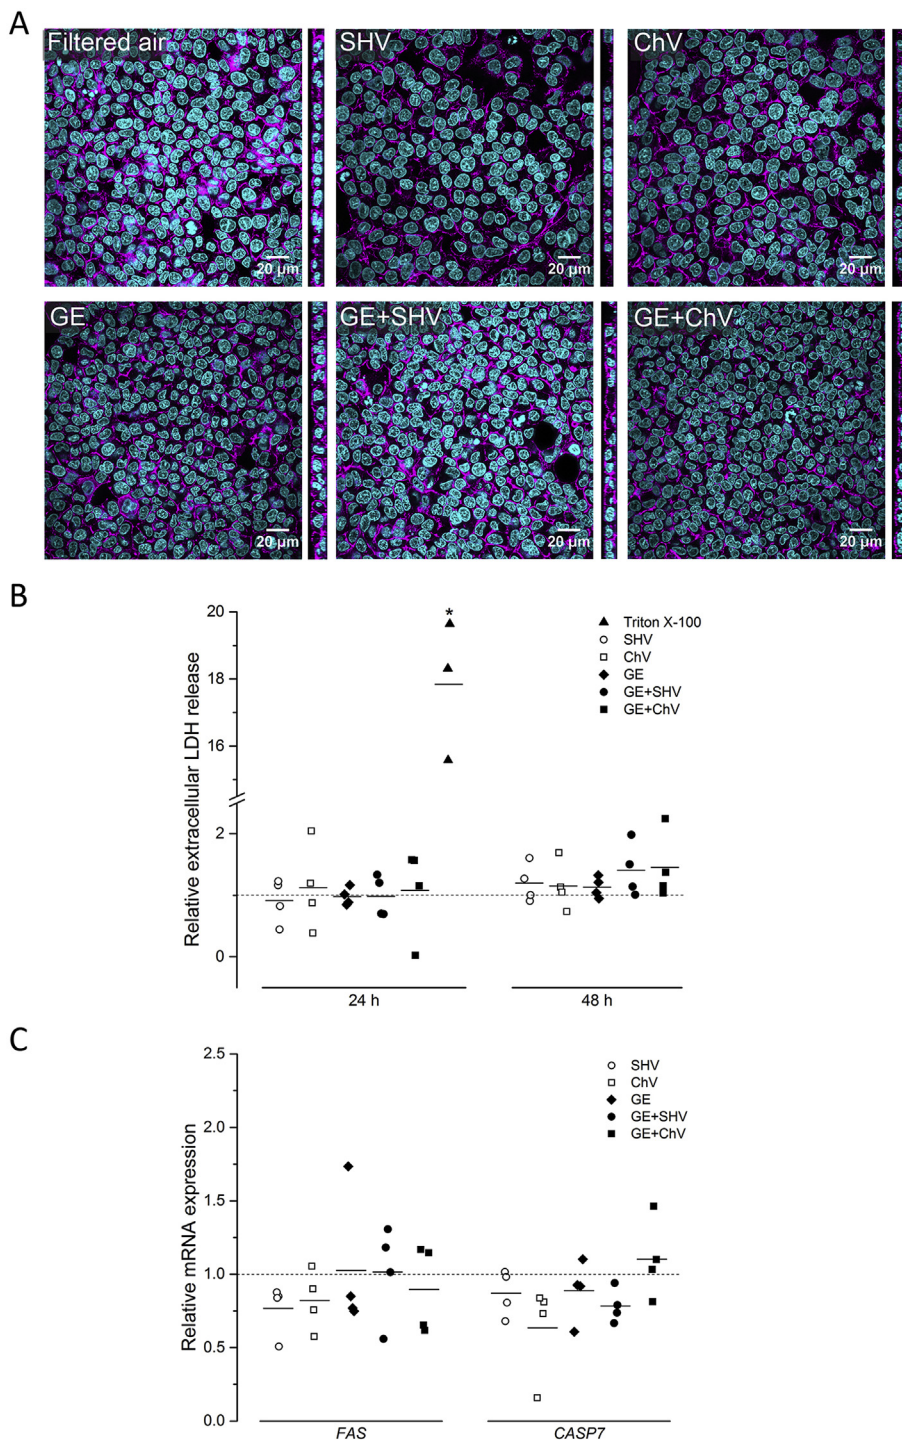 A
Filtered air
SHV
ChV
20 µm
20 µm
20 µm
GE
GE+SHV
GE+ChV
20 µm
20 µm
20 µm
B
Relative extracellular LDH release
20
18
16
2
0
*
Triton X-100
SHV
ChV
GE
GE+SHV
GE+ChV
24 h
48 h
C
Relative mRNA expression
2.5
2.0
1.5
1.0
0.5
0.0
SHV
ChV
GE
GE+SHV
GE+ChV
FAS
CASP7